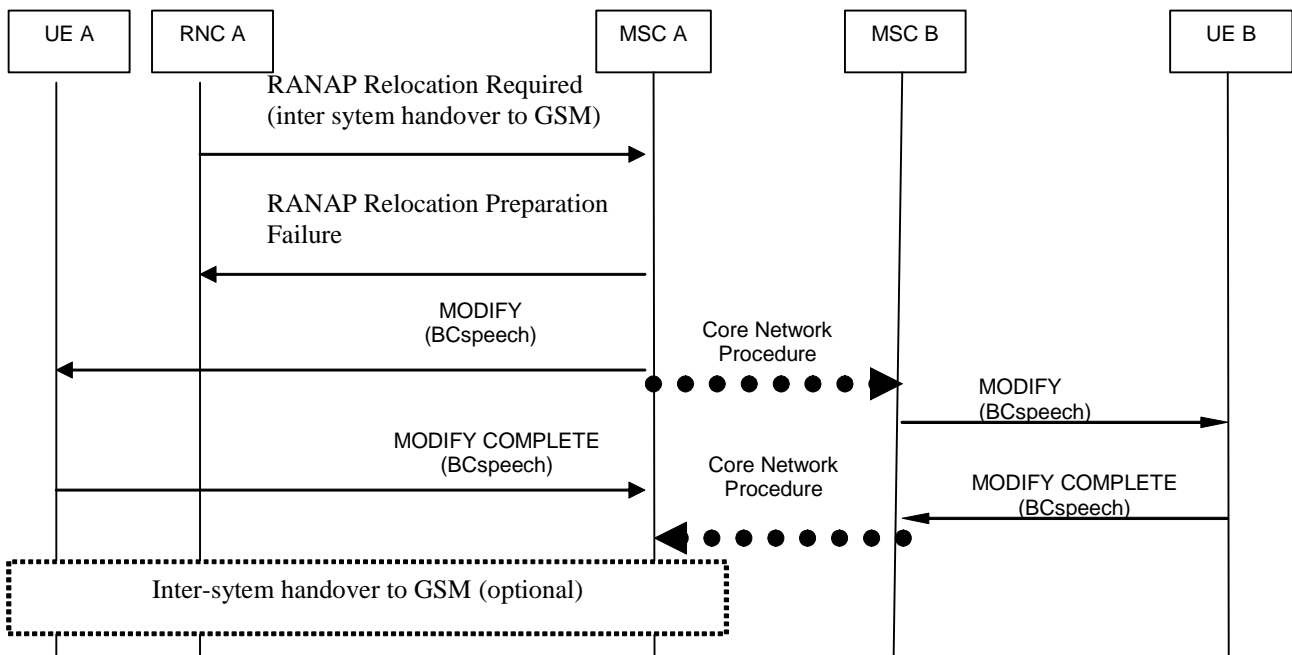 UE A
RNC A
MSC A
MSC B
UE B
RANAP Relocation Required
(inter sytem handover to GSM)
RANAP Relocation Preparation
Failure
MODIFY
(BCspeech)
Core Network
Procedure
MODIFY
(BCspeech)
MODIFY COMPLETE
(BCspeech)
Core Network
Procedure
MODIFY COMPLETE
(BCspeech)
Inter-sytem handover to GSM (optional)